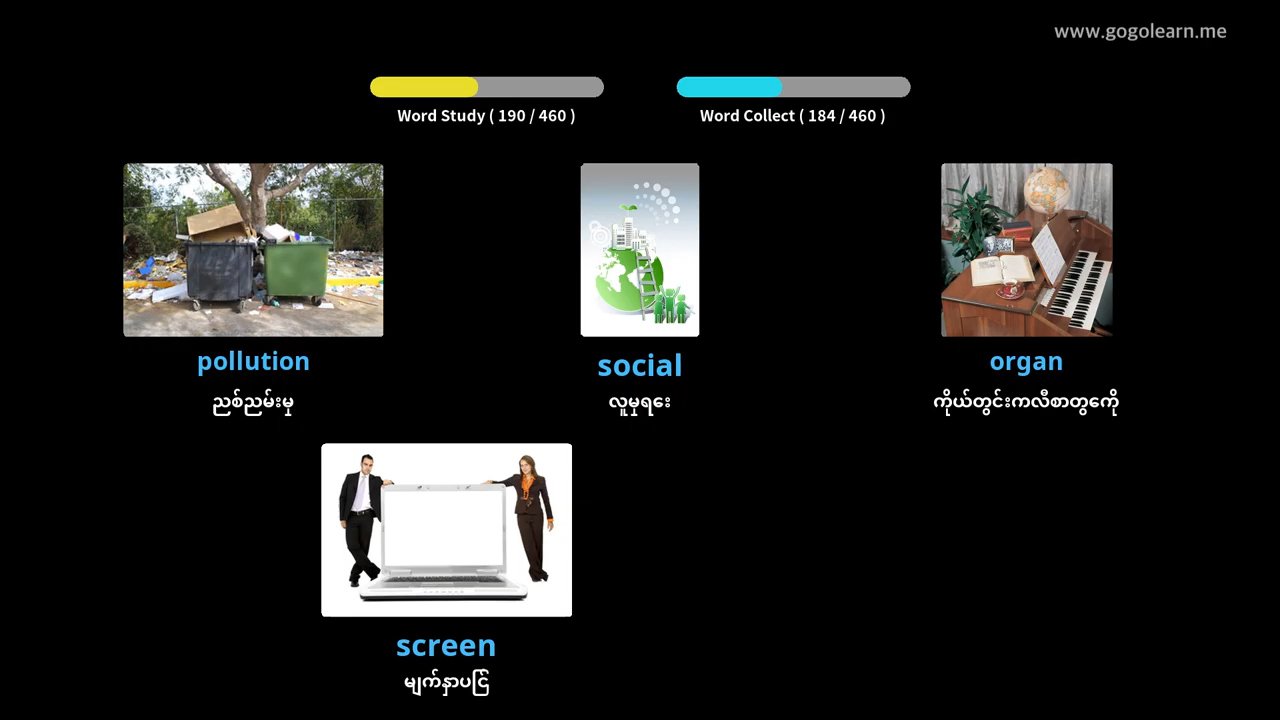 www.gogolearn.me
Word Study ( 190 / 460 )
Word Collect ( 184 / 460 )
pollution
ညစ်ညမ်းမှု
social
လူမှုရေး
organ
ကိုယ်တွင်းကလီစာတွေကို
screen
မျက်နှာပြင်